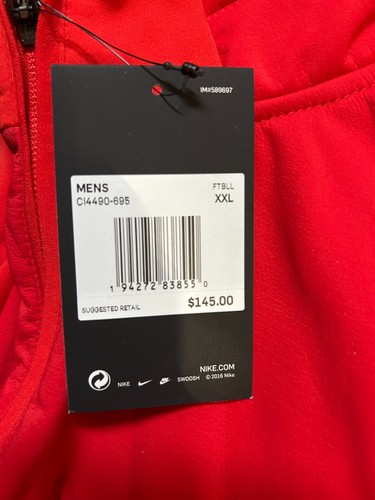 IM#589697
MENS FTBLL
CI4490-695 XXL
1 94272 83855 0
SUGGESTED RETAIL $145.00
NIKE.COM
NIKE SWOOSH © 2016 Nike